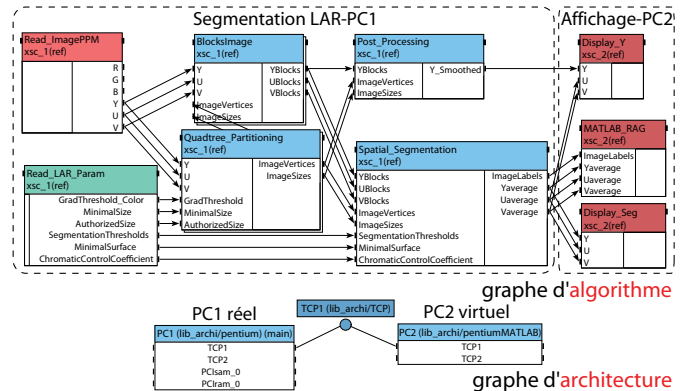 Segmentation LAR-PC1
Affichage-PC2
Read_ImagePPM
xsc_1(ref)
R
G
B
Y
U
V
BlocksImage
xsc_1(ref)
Y
U
V
ImageVertices
ImageSizes
YBlocks
UBlocks
VBlocks
Post_Processing
xsc_1(ref)
YBlocks
ImageVertices
ImageSizes
Y_Smoothed
Display_Y
xsc_2(ref)
Y
U
V
Quadtree_Partitioning
xsc_1(ref)
Y
U
V
GradThreshold
MinimalSize
AuthorizedSize
ImageVertices
ImageSizes
Read_LAR_Param
xsc_1(ref)
GradThreshold_Color
MinimalSize
AuthorizedSize
SegmentationThresholds
MinimalSurface
ChromaticControlCoefficient
Spatial_Segmentation
xsc_1(ref)
YBlocks
UBlocks
VBlocks
ImageVertices
ImageSizes
SegmentationThresholds
MinimalSurface
ChromaticControlCoefficient
ImageLabels
Yaverage
Uaverage
Vaverage
MATLAB_RAG
xsc_2(ref)
ImageLabels
Yaverage
Uaverage
Vaverage
Display_Seg
xsc_2(ref)
Y
U
V
graphe d'algorithme
PC1 réel
TCP1 (lib_archi/TCP)
PC2 virtuel
PC1 (lib_archi/pentium) (main)
TCP1
TCP2
PCIsam_0
PCIram_0
PC2 (lib_archi/pentiumMATLAB)
TCP1
TCP2
graphe d'architecture